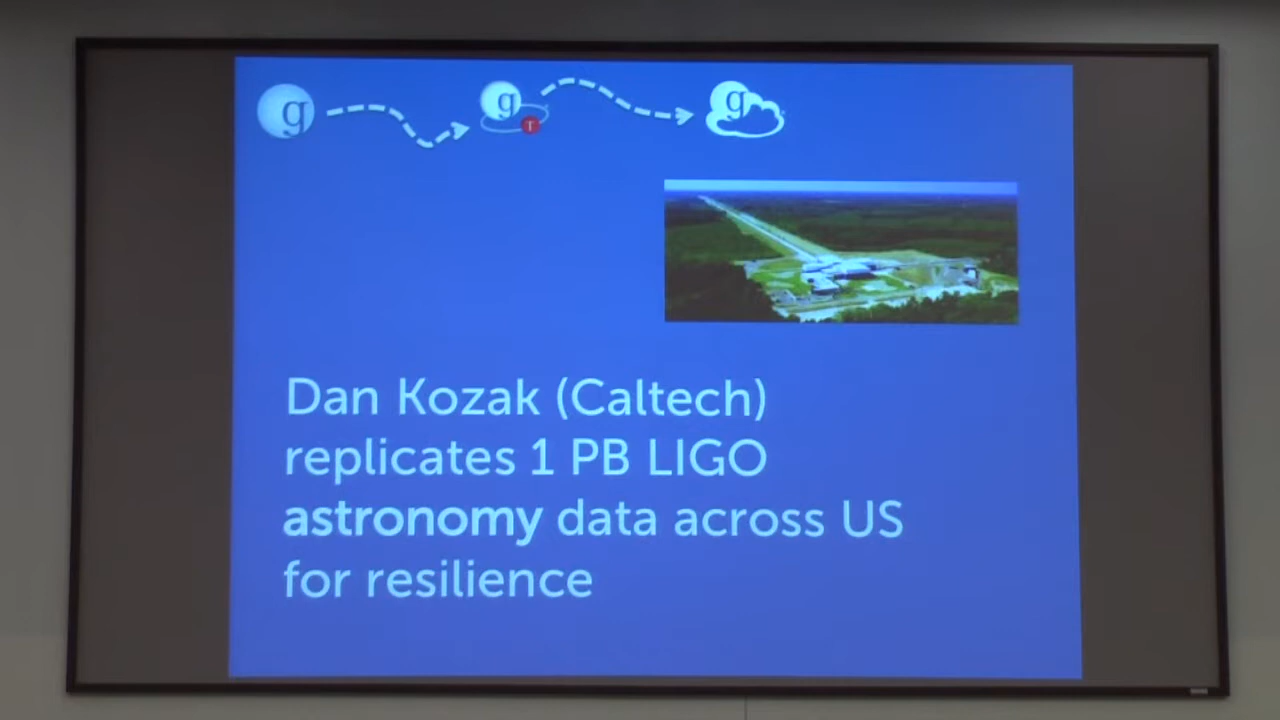 g
g
T
g
Dan Kozak (Caltech)
replicates 1 PB LIGO
astronomy data across US
for resilience